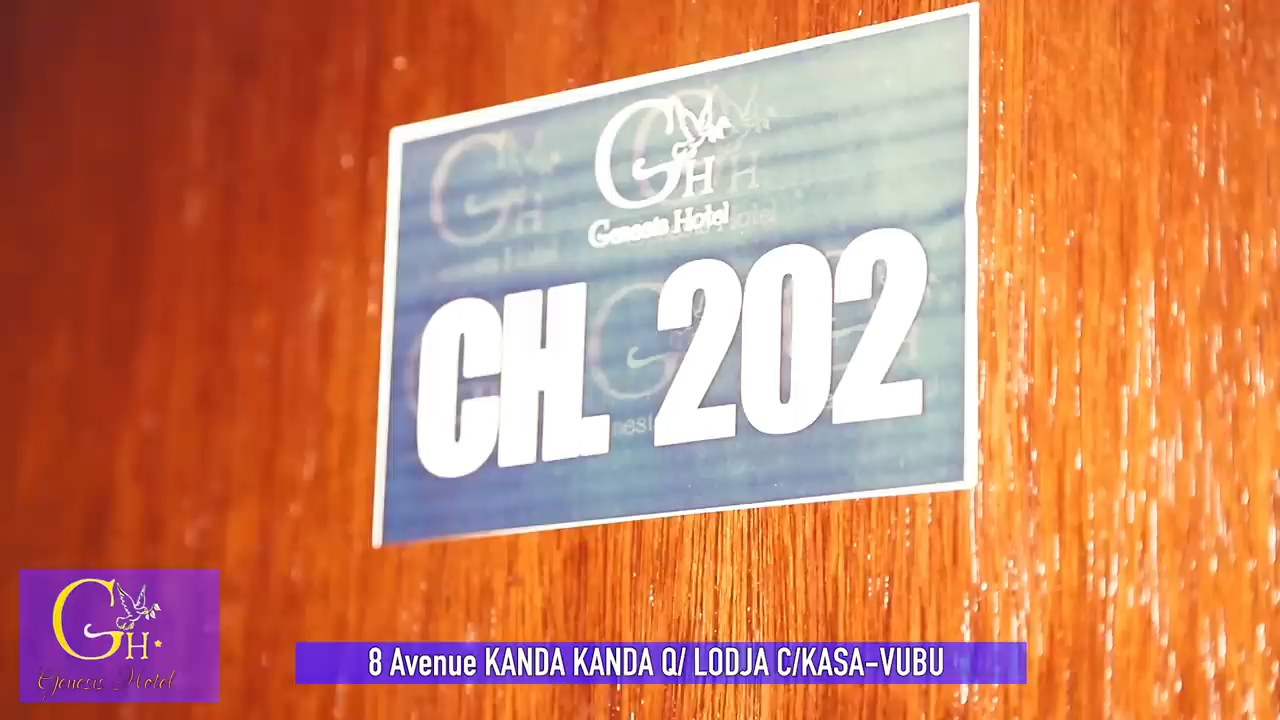 GH
Genesis Hotel
CH. 202
GH
Genesis Hotel
8 Avenue KANDA KANDA Q/ LODJA C/KASA-VUBU